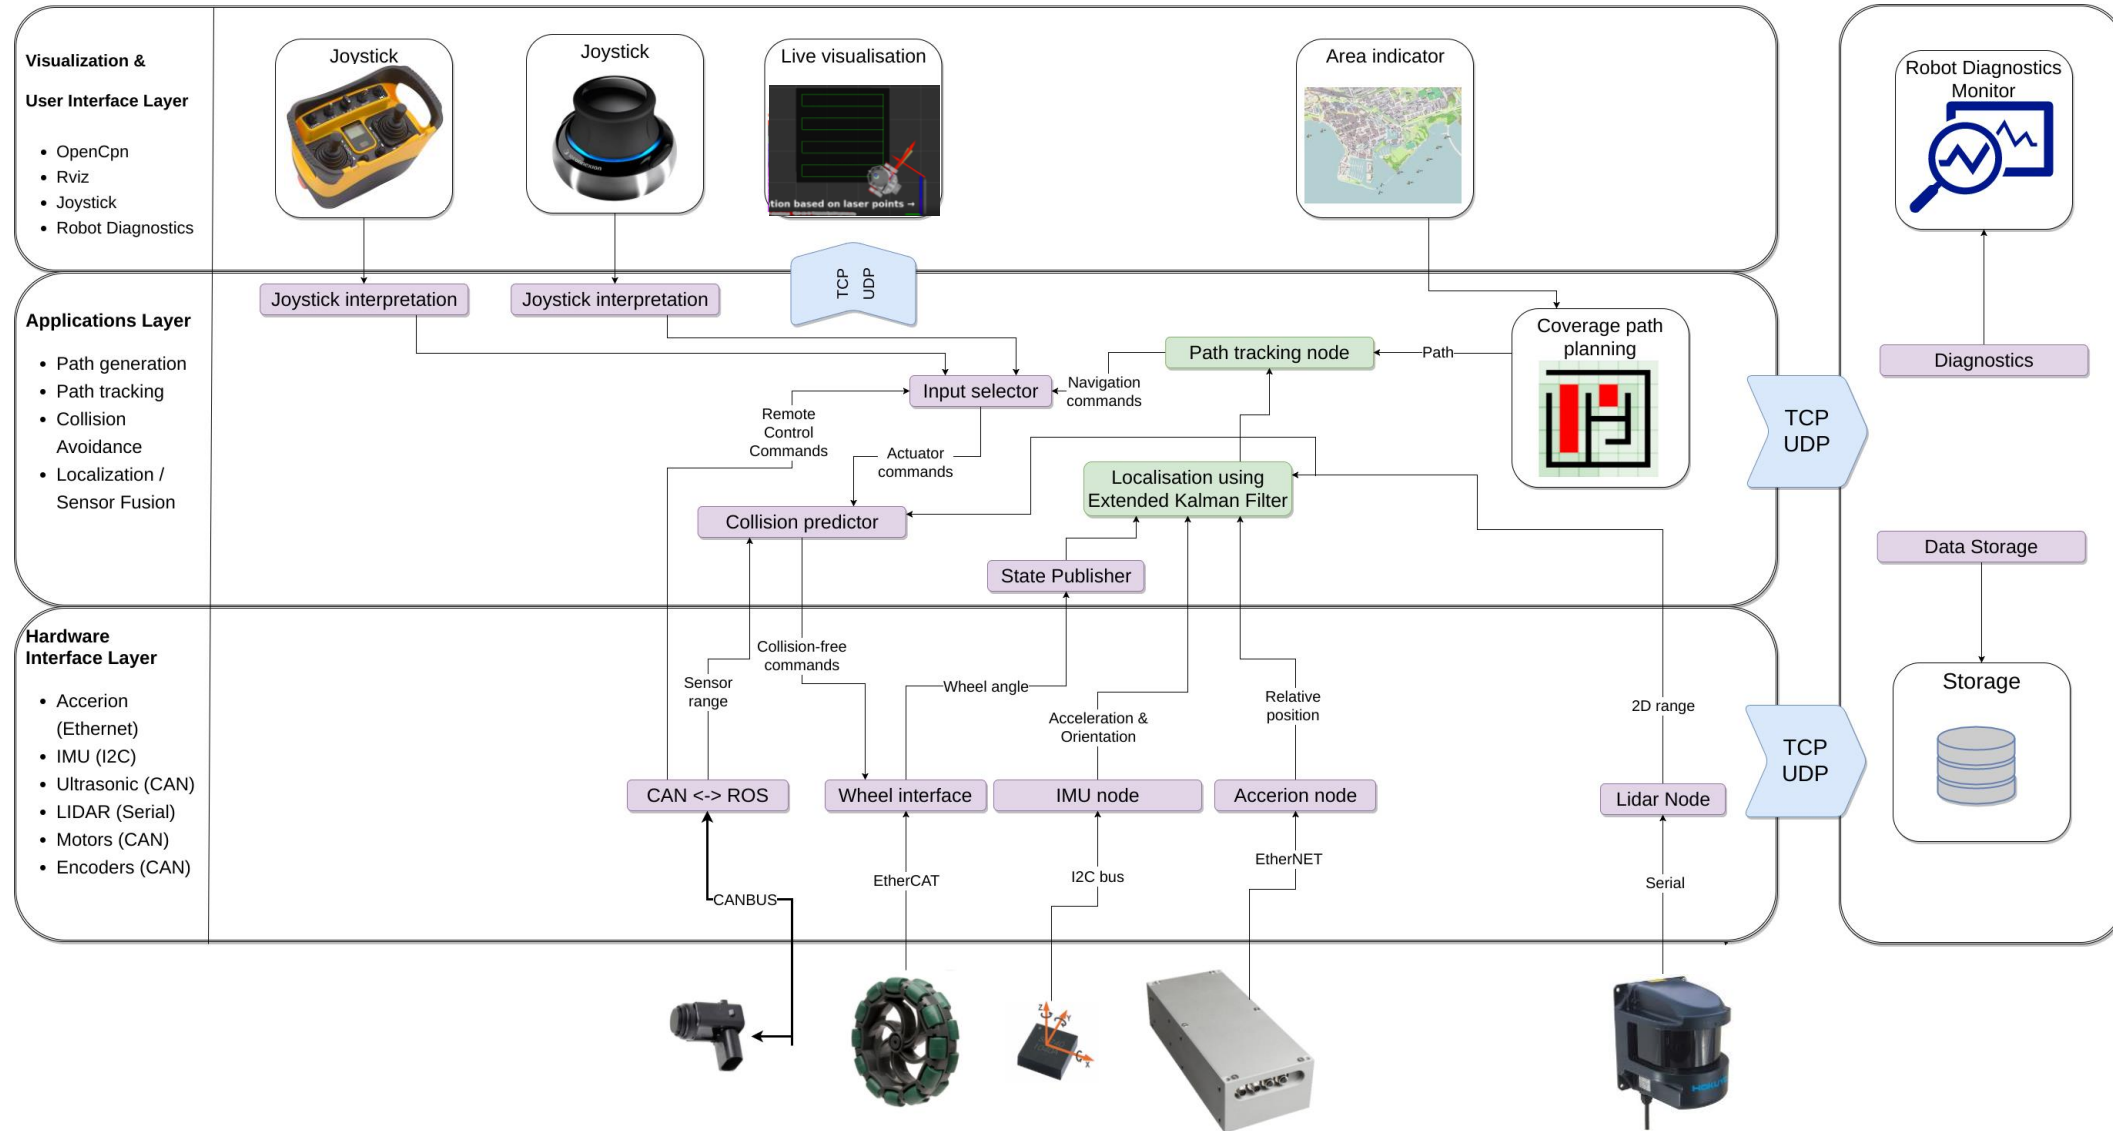 Visualization &
User Interface Layer
OpenCpn
Rviz
Joystick
Robot Diagnostics
Joystick
Joystick
Live visualisation
tion based on laser points →
Area indicator
Robot Diagnostics
Monitor
TCP
UDP
Applications Layer
Path generation
Path tracking
Collision
Avoidance
Localization /
Sensor Fusion
Joystick interpretation
Joystick interpretation
Coverage path
planning
Path tracking node
Path
Input selector
Navigation
commands
Remote
Control
Commands
Actuator
commands
Localisation using
Extended Kalman Filter
Collision predictor
State Publisher
TCP
UDP
Diagnostics
Data Storage
Hardware
Interface Layer
Accerion
(Ethernet)
IMU (I2C)
Ultrasonic (CAN)
LIDAR (Serial)
Motors (CAN)
Encoders (CAN)
Collision-free
commands
Sensor
range
Wheel angle
Acceleration &
Orientation
Relative
position
2D range
CAN <-> ROS
Wheel interface
IMU node
Accerion node
Lidar Node
TCP
UDP
Storage
CANBUS
EtherCAT
I2C bus
EtherNET
Serial
Z
Y
X